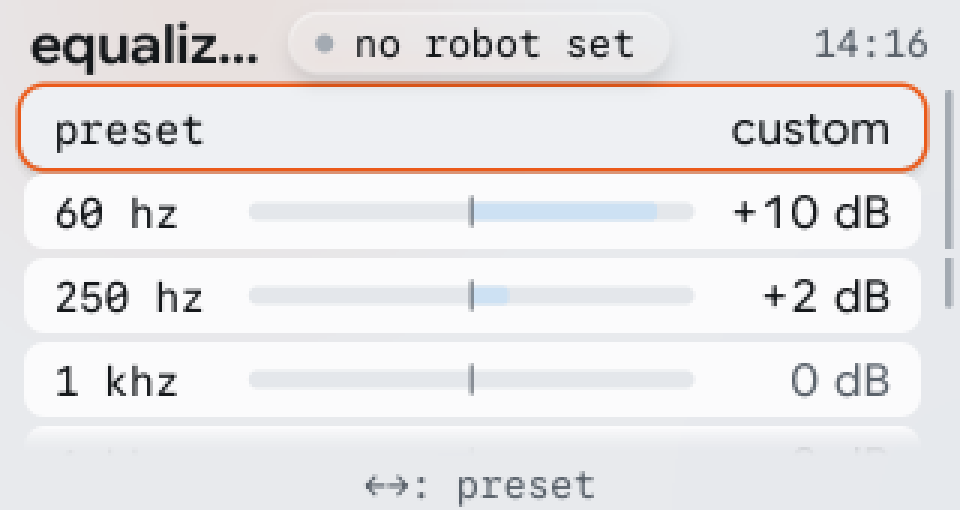 equaliz...
no robot set
14:16
preset custom
60 hz +10 dB
250 hz +2 dB
1 khz 0 dB
↔: preset